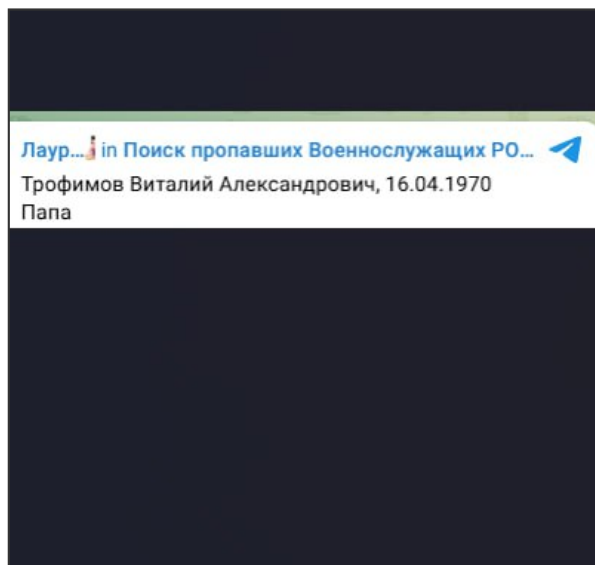 Лаур... in Поиск пропавших Военнослужащих РО...
Трофимов Виталий Александрович, 16.04.1970
Папа